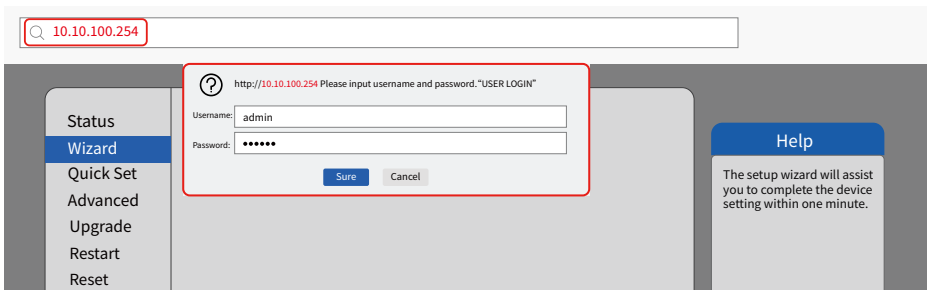 10.10.100.254
http://10.10.100.254 Please input username and password.“USER LOGIN”
Username: admin
Password: ••••••
Sure Cancel
Status
Wizard
Quick Set
Advanced
Upgrade
Restart
Reset
Help
The setup wizard will assist
you to complete the device
setting within one minute.